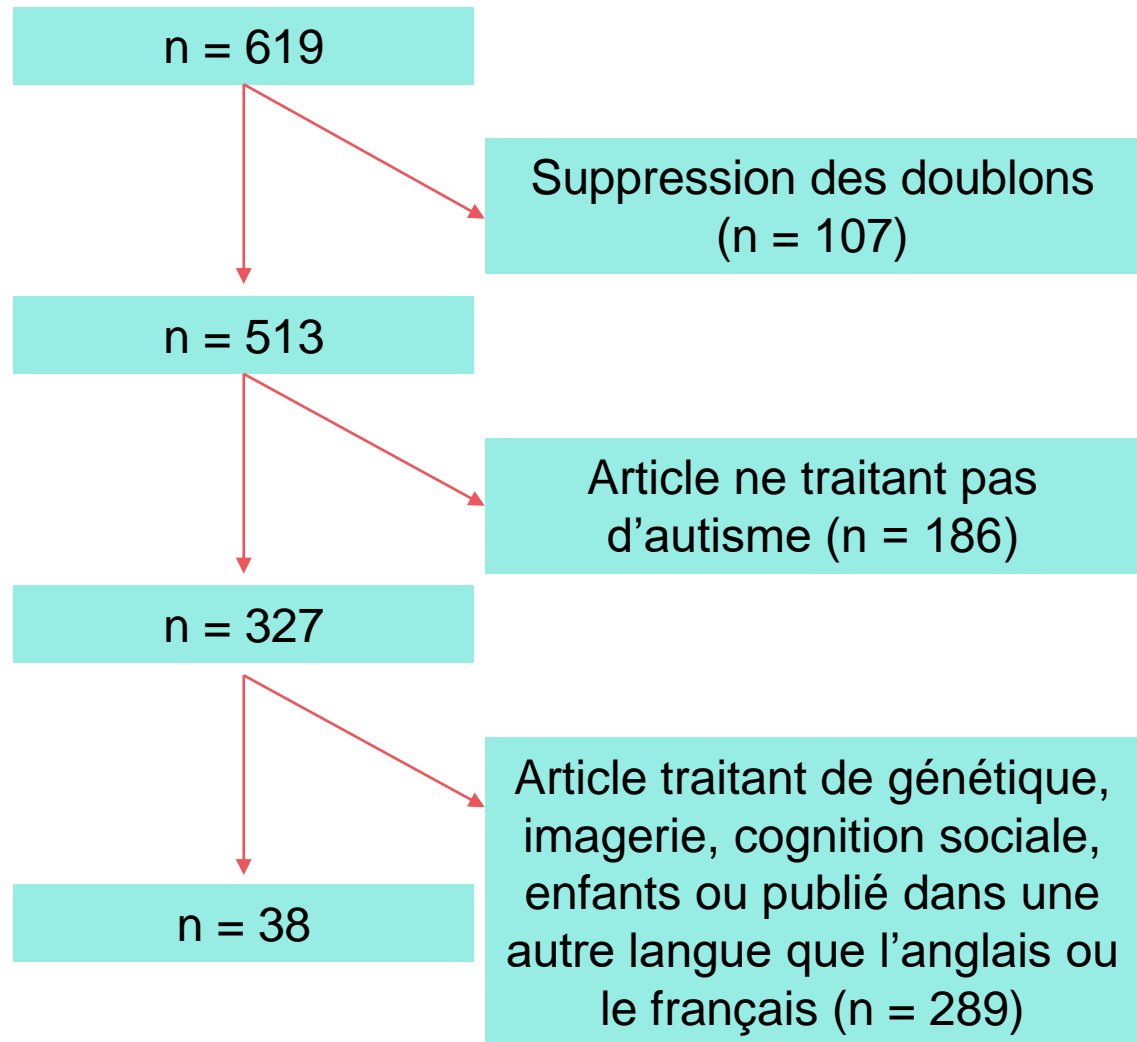 n = 619
Suppression des doublons
(n = 107)
n = 513
Article ne traitant pas
d’autisme (n = 186)
n = 327
Article traitant de génétique,
imagerie, cognition sociale,
enfants ou publié dans une
autre langue que l’anglais ou
le français (n = 289)
n = 38